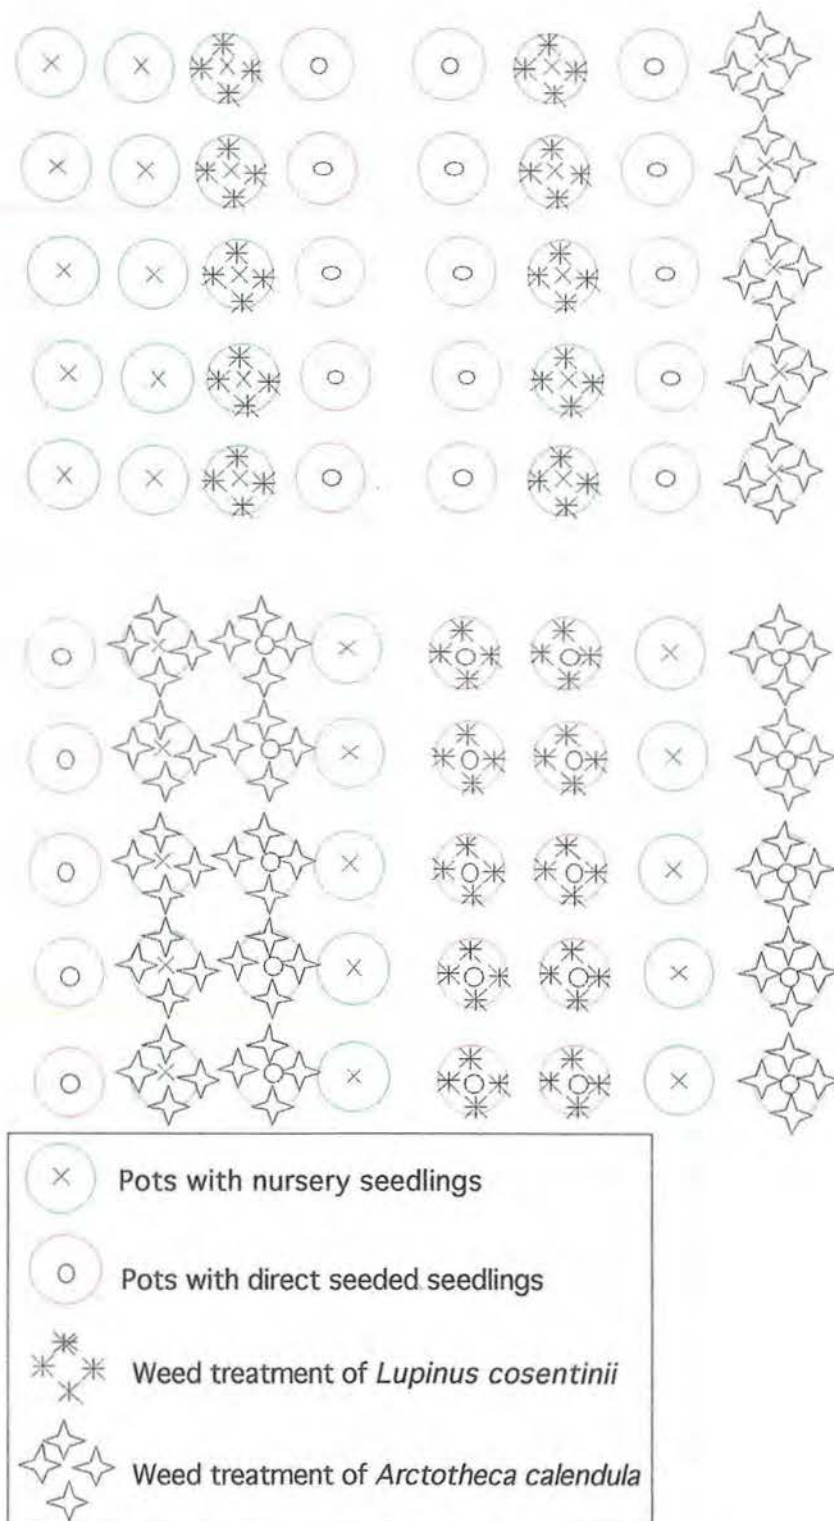 Pots with nursery seedlings
Pots with direct seeded seedlings
Weed treatment of Lupinus cosentinii
Weed treatment of Arctotheca calendula